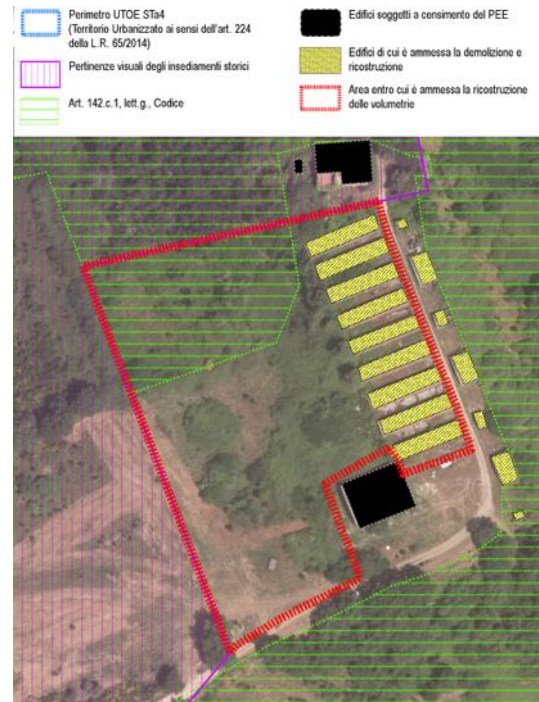 Perimetro UTOE STa4
(Territorio Urbanizzato ai sensi dell'art. 224
della L.R. 65/2014)
Pertinenze visuali degli insediamenti storici
Art. 142.c.1, lett.g., Codice
Edifici soggetti a censimento del PEE
Edifici di cui è ammessa la demolizione e
ricostruzione
Area entro cui è ammessa la ricostruzione
delle volumetrie